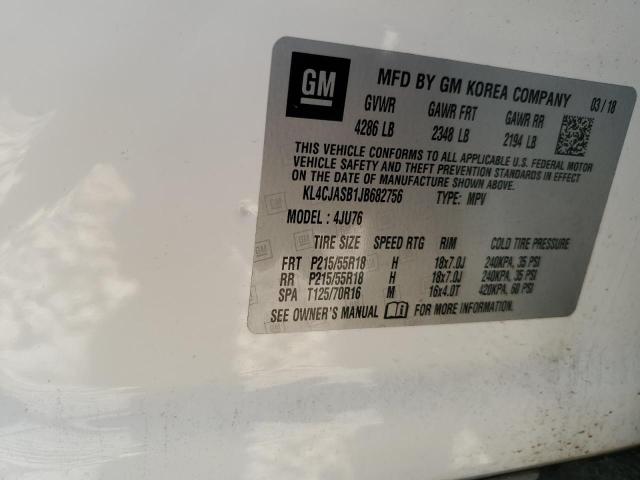 GM
MFD BY GM KOREA COMPANY 03/18
GVWR GAWR FRT GAWR RR
4286 LB 2348 LB 2194 LB
THIS VEHICLE CONFORMS TO ALL APPLICABLE U.S. FEDERAL MOTOR
VEHICLE SAFETY AND THEFT PREVENTION STANDARDS IN EFFECT
ON THE DATE OF MANUFACTURE SHOWN ABOVE.
KL4CJASB1JB682756 TYPE: MPV
MODEL: 4JU76
TIRE SIZE SPEED RTG RIM COLD TIRE PRESSURE
FRT P215/55R18 H 18x7.0J 240KPA, 35 PSI
RR P215/55R18 H 18x7.0J 240KPA, 35 PSI
SPA T125/70R16 M 16x4.0T 420KPA, 60 PSI
SEE OWNER'S MANUAL FOR MORE INFORMATION.